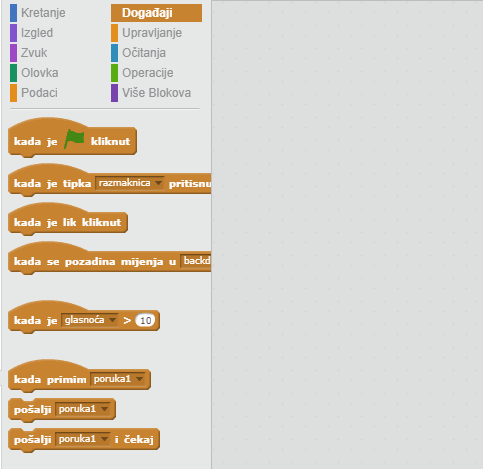 Kretanje Događaji
Izgled Upravljanje
Zvuk Očitanja
Olovka Operacije
Podaci Više Blokova
kada je kliknut
kada je tipka razmaknica pritisnu
kada je lik kliknut
kada se pozadina mijenja u backd
kada je glasnoća > 10
kada primim poruka1
pošalji poruka1
pošalji poruka1 i čekaj